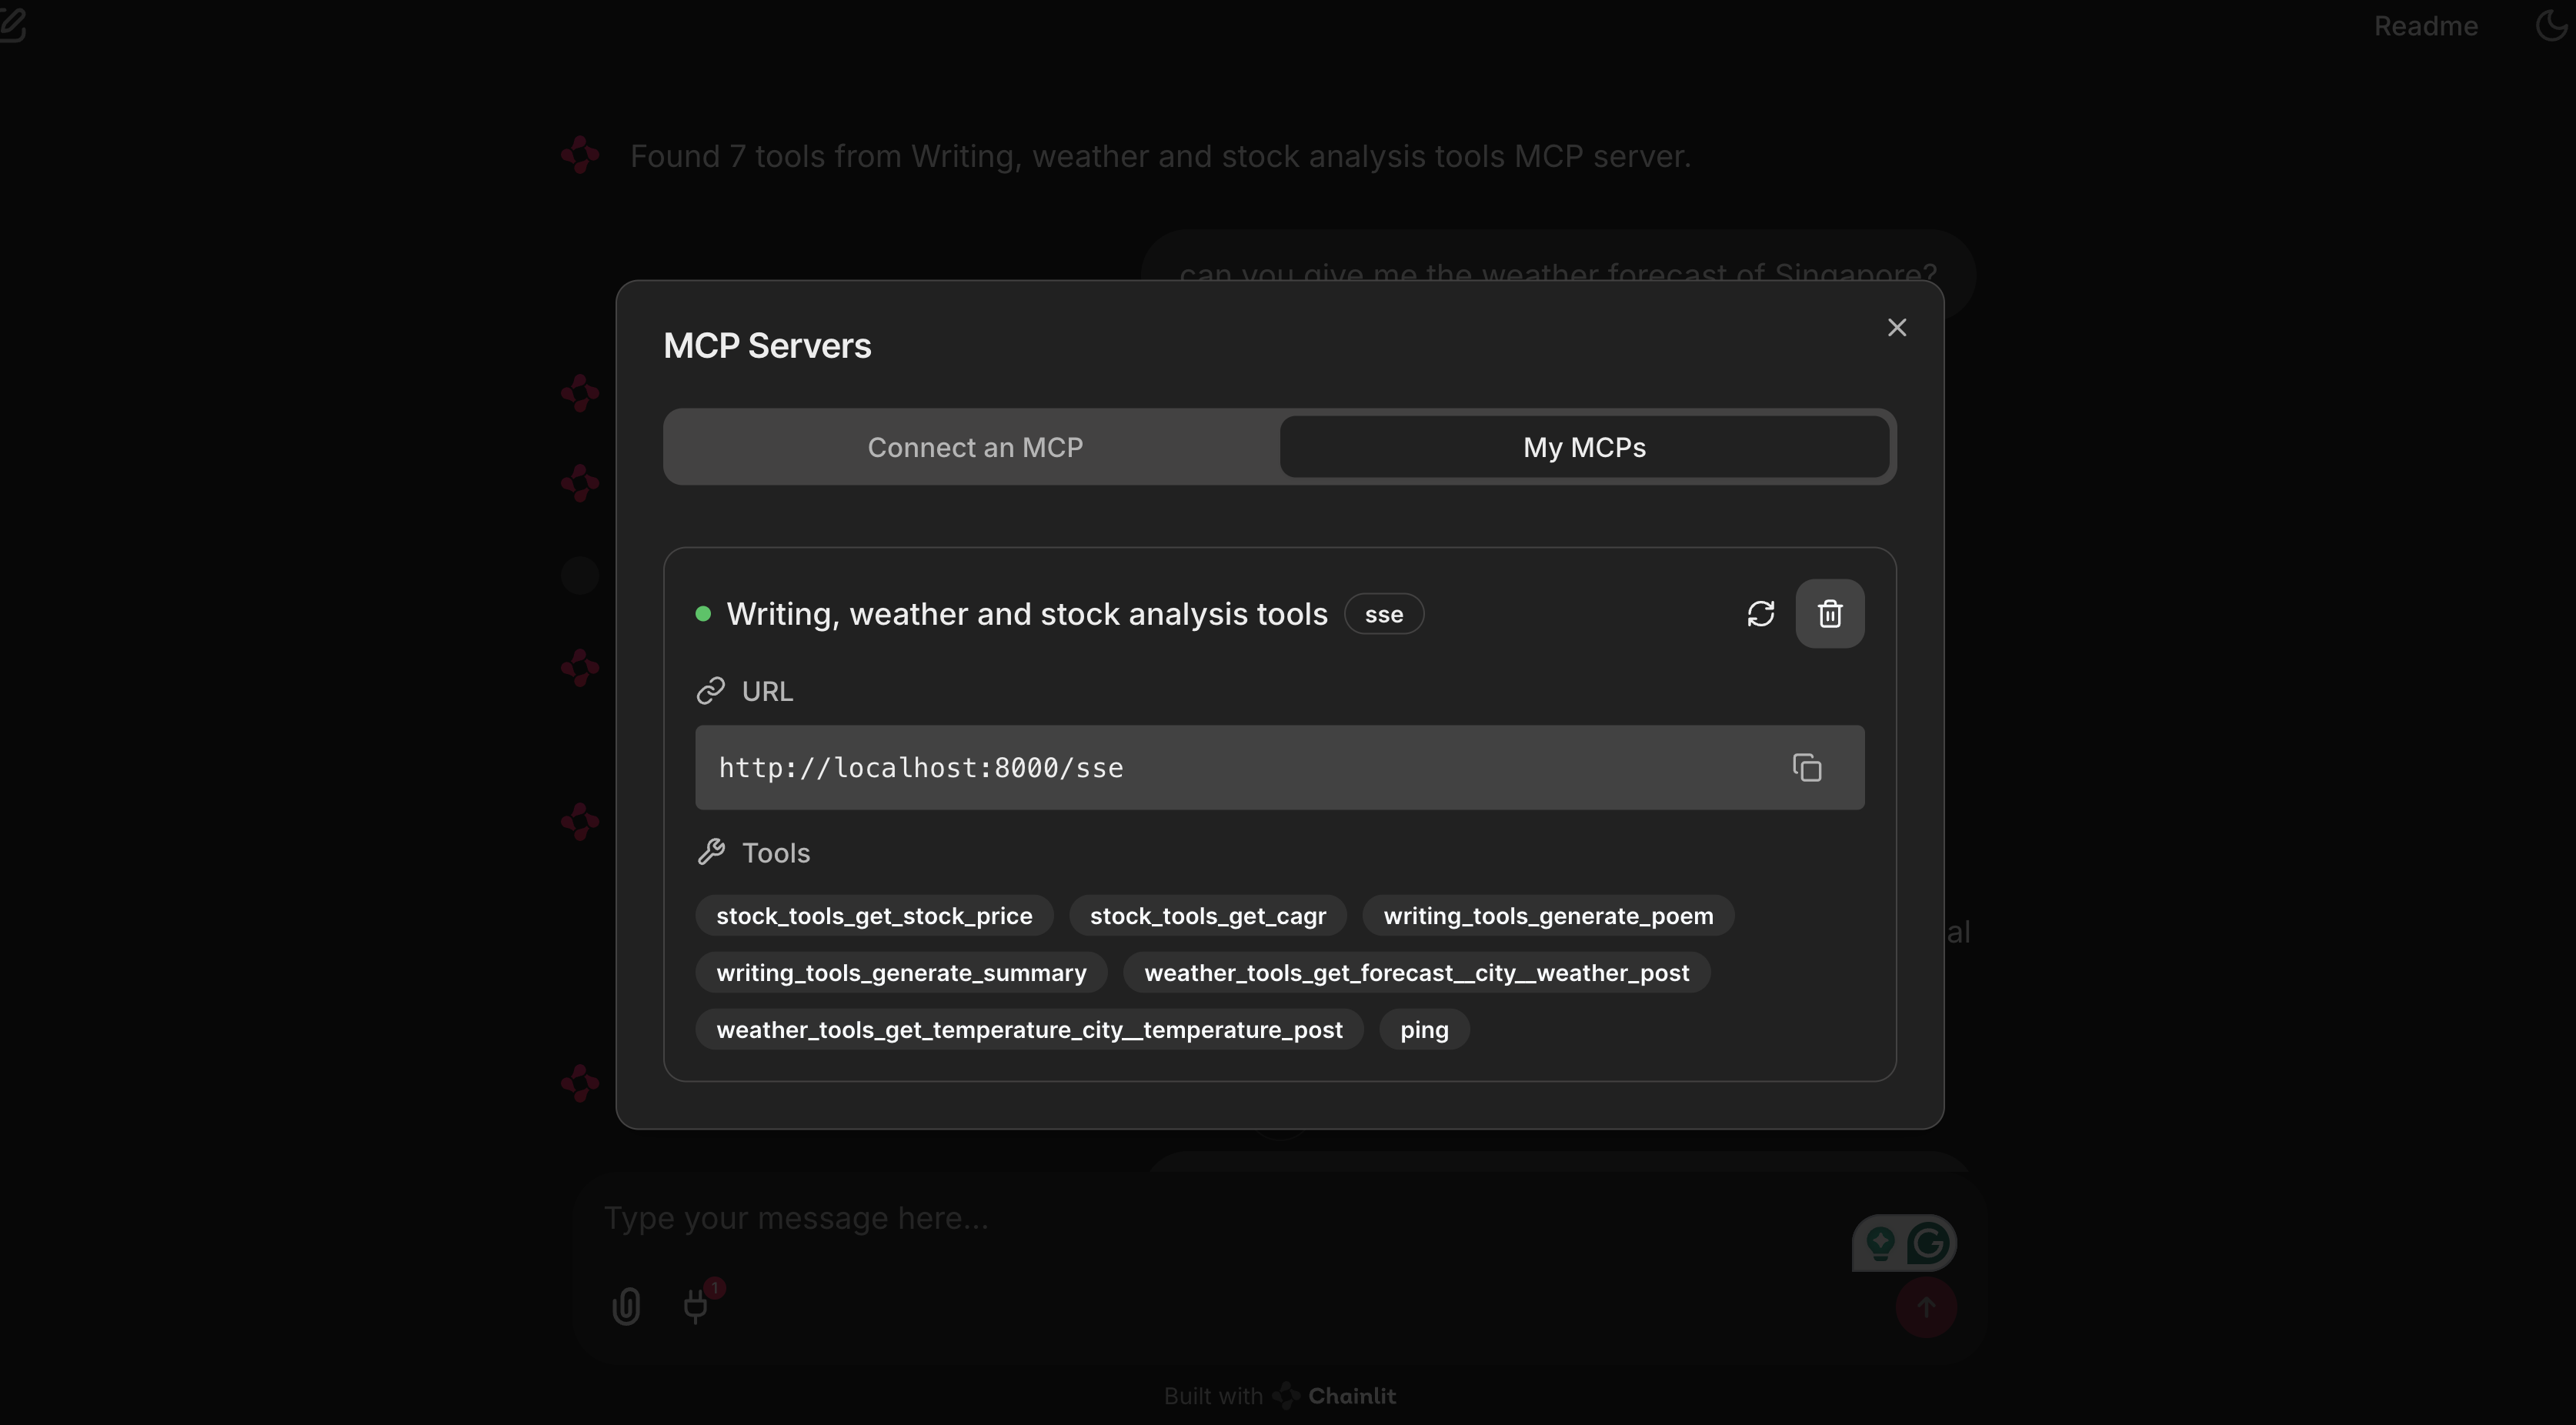 Readme
Found 7 tools from Writing, weather and stock analysis tools MCP server.
can you give me the weather forecast of Singapore?
MCP Servers
Connect an MCP
My MCPs
Writing, weather and stock analysis tools sse
URL
http://localhost:8000/sse
Tools
stock_tools_get_stock_price stock_tools_get_cagr writing_tools_generate_poem
writing_tools_generate_summary weather_tools_get_forecast__city__weather_post
al
weather_tools_get_temperature_city__temperature_post ping
Type your message here...
1
Built with Chainlit